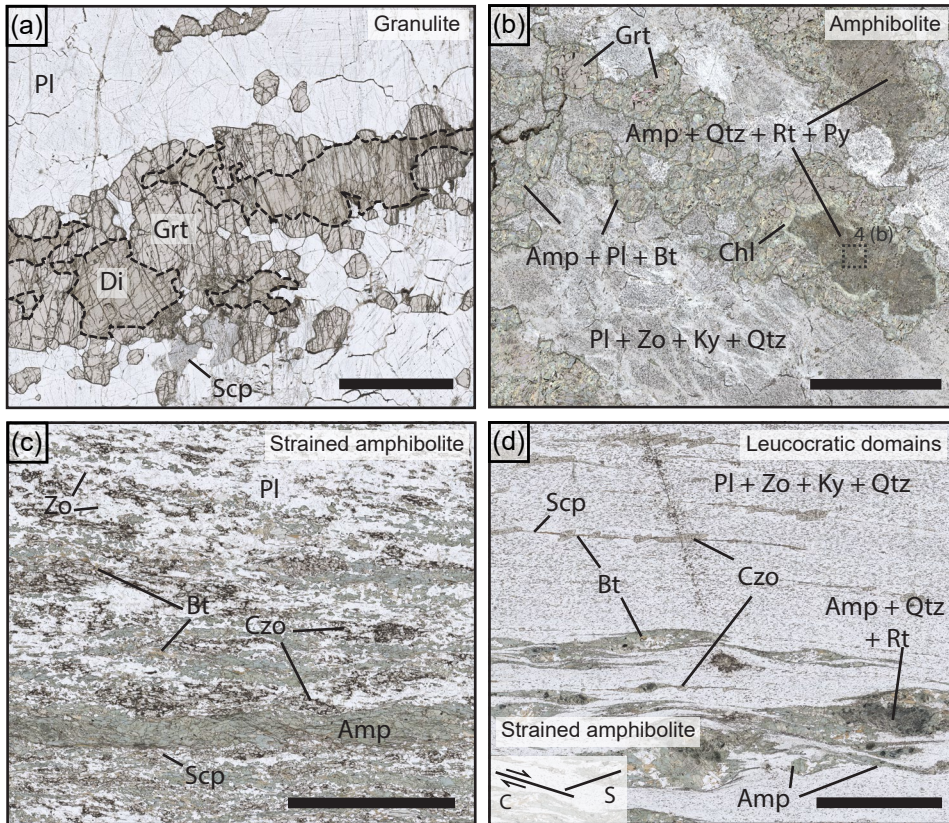 (a)
Granulite
Pl
Grt
Di
Scp
(b)
Amphibolite
Grt
Amp + Qtz + Rt + Py
4 (b)
Amp + Pl + Bt
Chl
Pl + Zo + Ky + Qtz
(c)
Strained amphibolite
Pl
Zo
Bt
Czo
Amp
Scp
(d)
Leucocratic domains
Pl + Zo + Ky + Qtz
Scp
Bt
Czo
Amp + Qtz
+ Rt
Strained amphibolite
C
S
Amp